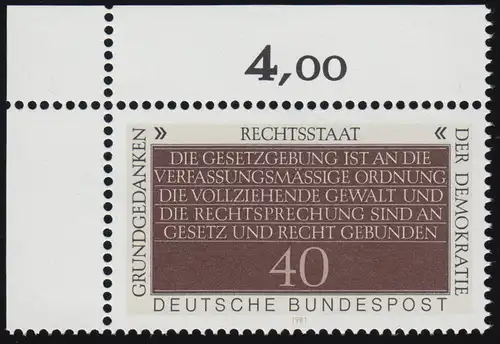 4,00
» RECHTSSTAAT «
GRUNDGEDANKEN
DER DEMOKRATIE
DIE GESETZGEBUNG IST AN DIE
VERFASSUNGSMÄSSIGE ORDNUNG,
DIE VOLLZIEHENDE GEWALT UND
DIE RECHTSPRECHUNG SIND AN
GESETZ UND RECHT GEBUNDEN
40
DEUTSCHE BUNDESPOST
1981